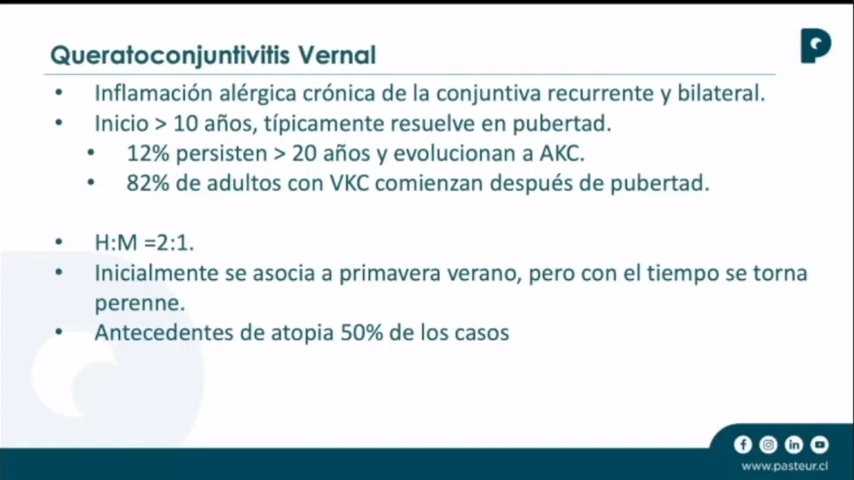 Queratoconjuntivitis Vernal
• Inflamación alérgica crónica de la conjuntiva recurrente y bilateral.
• Inicio > 10 años, típicamente resuelve en pubertad.
• 12% persisten > 20 años y evolucionan a AKC.
• 82% de adultos con VKC comienzan después de pubertad.
• H:M =2:1.
• Inicialmente se asocia a primavera verano, pero con el tiempo se torna
perenne.
• Antecedentes de atopia 50% de los casos
www.pasteur.cl